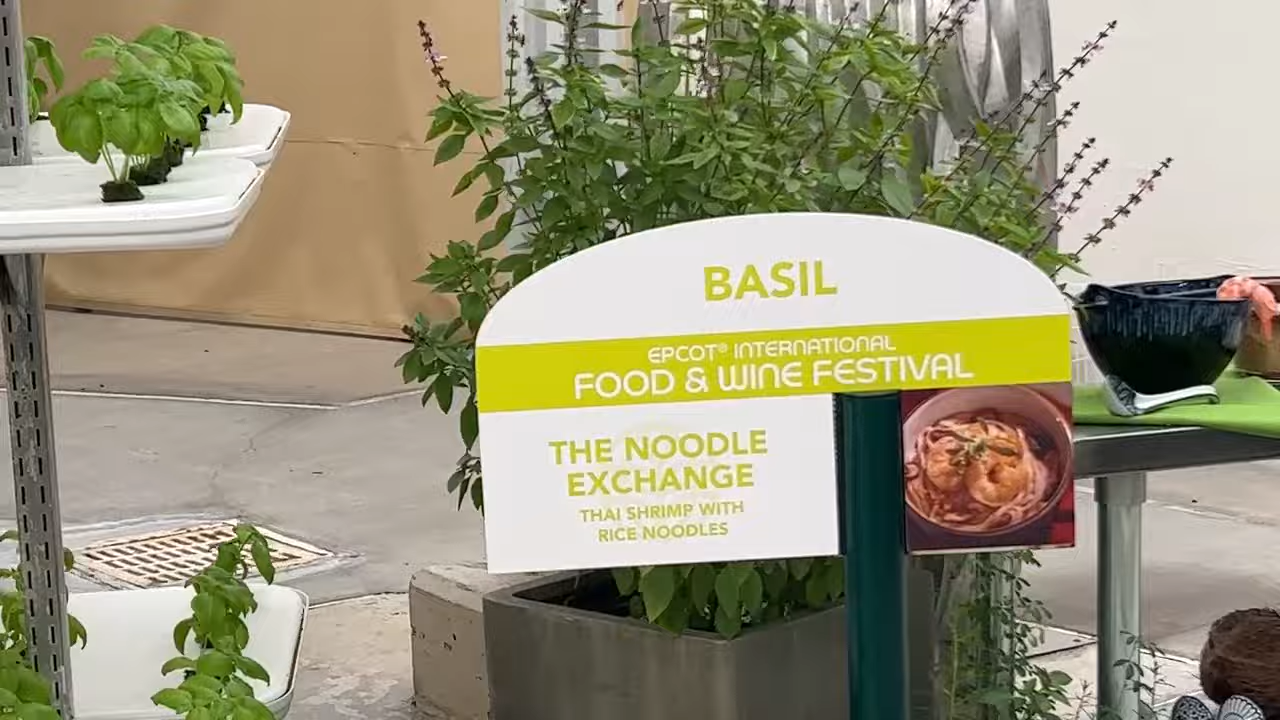 BASIL
EPCOT® INTERNATIONAL
FOOD & WINE FESTIVAL
THE NOODLE
EXCHANGE
THAI SHRIMP WITH
RICE NOODLES